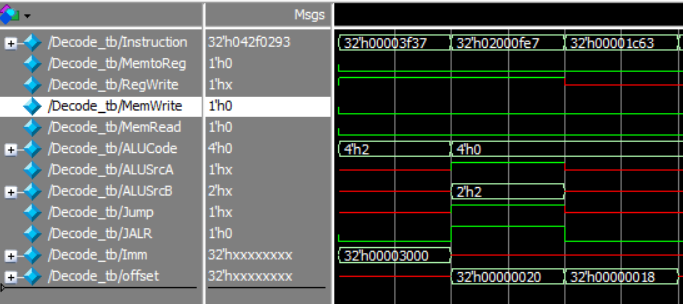 Msgs
/Decode_tb/Instruction 32'h042f0293 32'h00003f37 32'h02000fe7 32'h00001c63
/Decode_tb/MemtoReg 1'h0
/Decode_tb/RegWrite 1'hx
/Decode_tb/MemWrite 1'h0
/Decode_tb/MemRead 1'h0
/Decode_tb/ALUCode 4'h0 4'h2 4'h0
/Decode_tb/ALUSrcA 1'hx
/Decode_tb/ALUSrcB 2'hx 2'h2
/Decode_tb/Jump 1'hx
/Decode_tb/JALR 1'h0
/Decode_tb/Imm 32'hxxxxxxxx 32'h00003000
/Decode_tb/offset 32'hxxxxxxxx 32'h00000020 32'h00000018